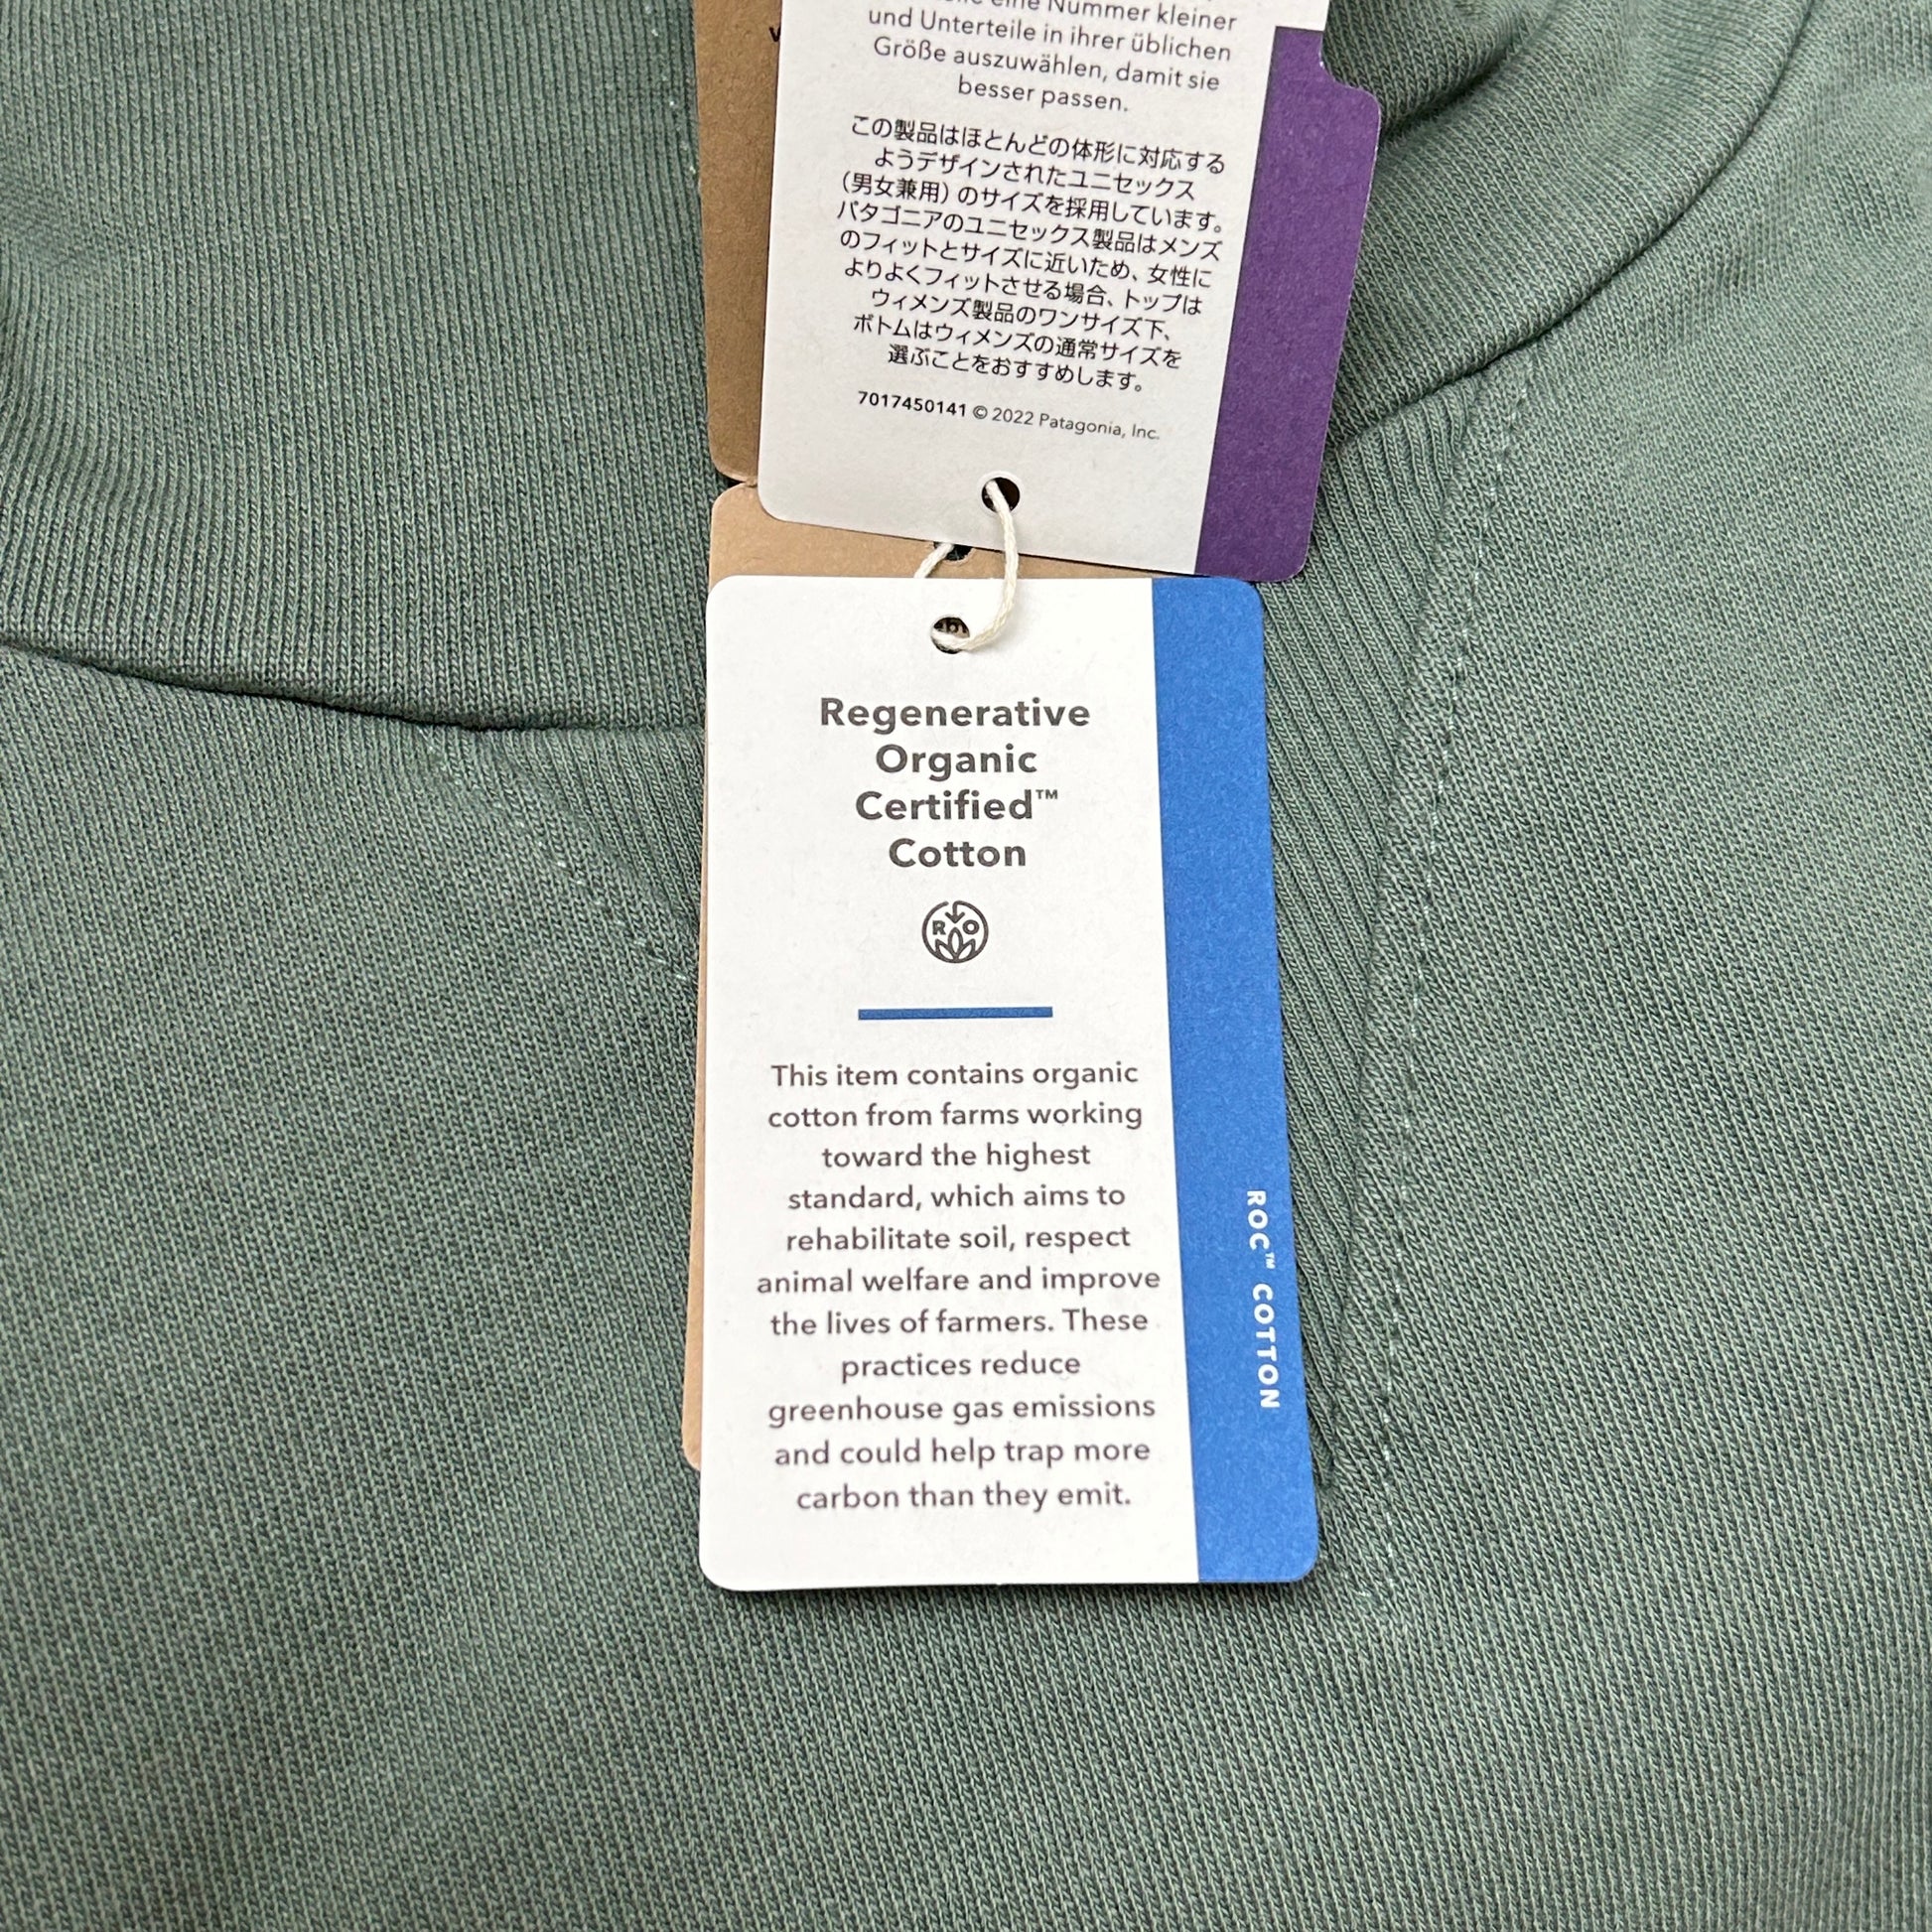 eine Nummer kleiner
und Unterteile in ihrer üblichen
Größe auszuwählen, damit sie
besser passen.
この製品はほとんどの体形に対応する
ようデザインされたユニセックス
(男女兼用)のサイズを採用しています。
パタゴニアのユニセックス製品はメンズ
のフィットとサイズに近いため、女性に
よりよくフィットさせる場合、トップは
ウィメンズ製品のワンサイズ下、
ボトムはウィメンズの通常サイズを
選ぶことをおすすめします。
7017450141 © 2022 Patagonia, Inc.
Regenerative
Organic
Certified™
Cotton
R O
This item contains organic
cotton from farms working
toward the highest
standard, which aims to
rehabilitate soil, respect
animal welfare and improve
the lives of farmers. These
practices reduce
greenhouse gas emissions
and could help trap more
carbon than they emit.
ROC™ COTTON